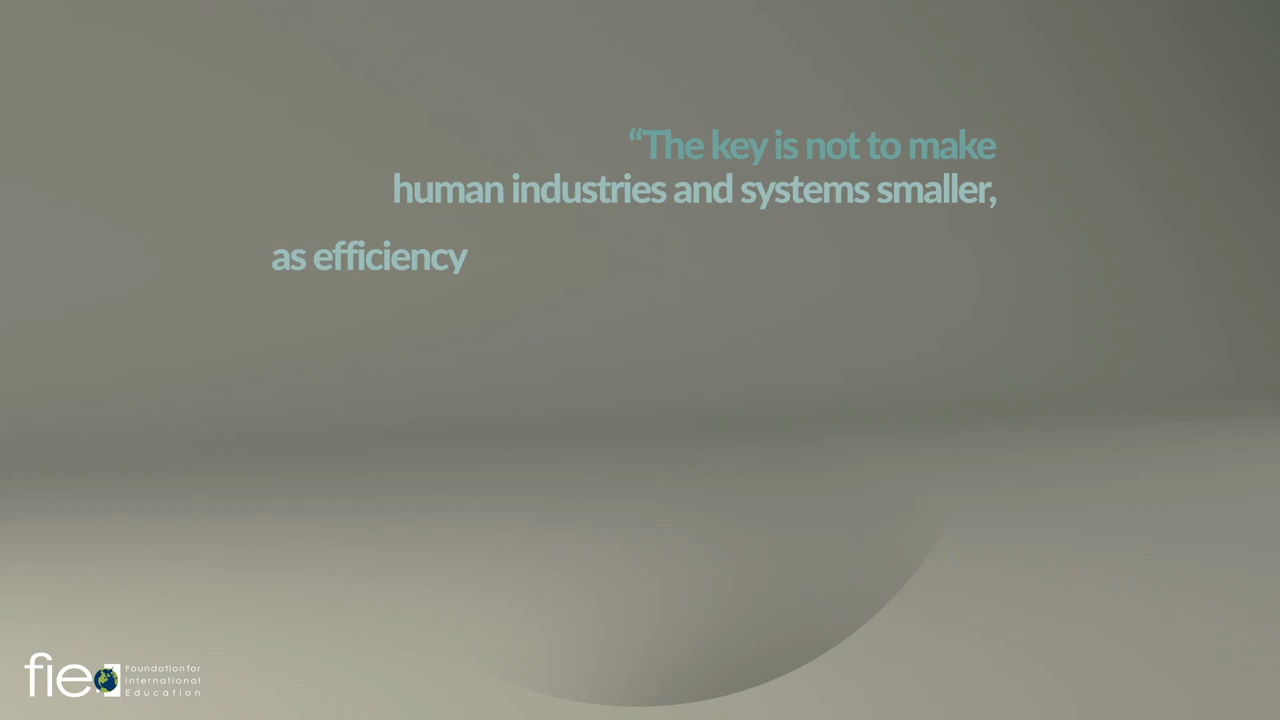 “The key is not to make
human industries and systems smaller,
as efficiency
fie
Foundation for
International
Education